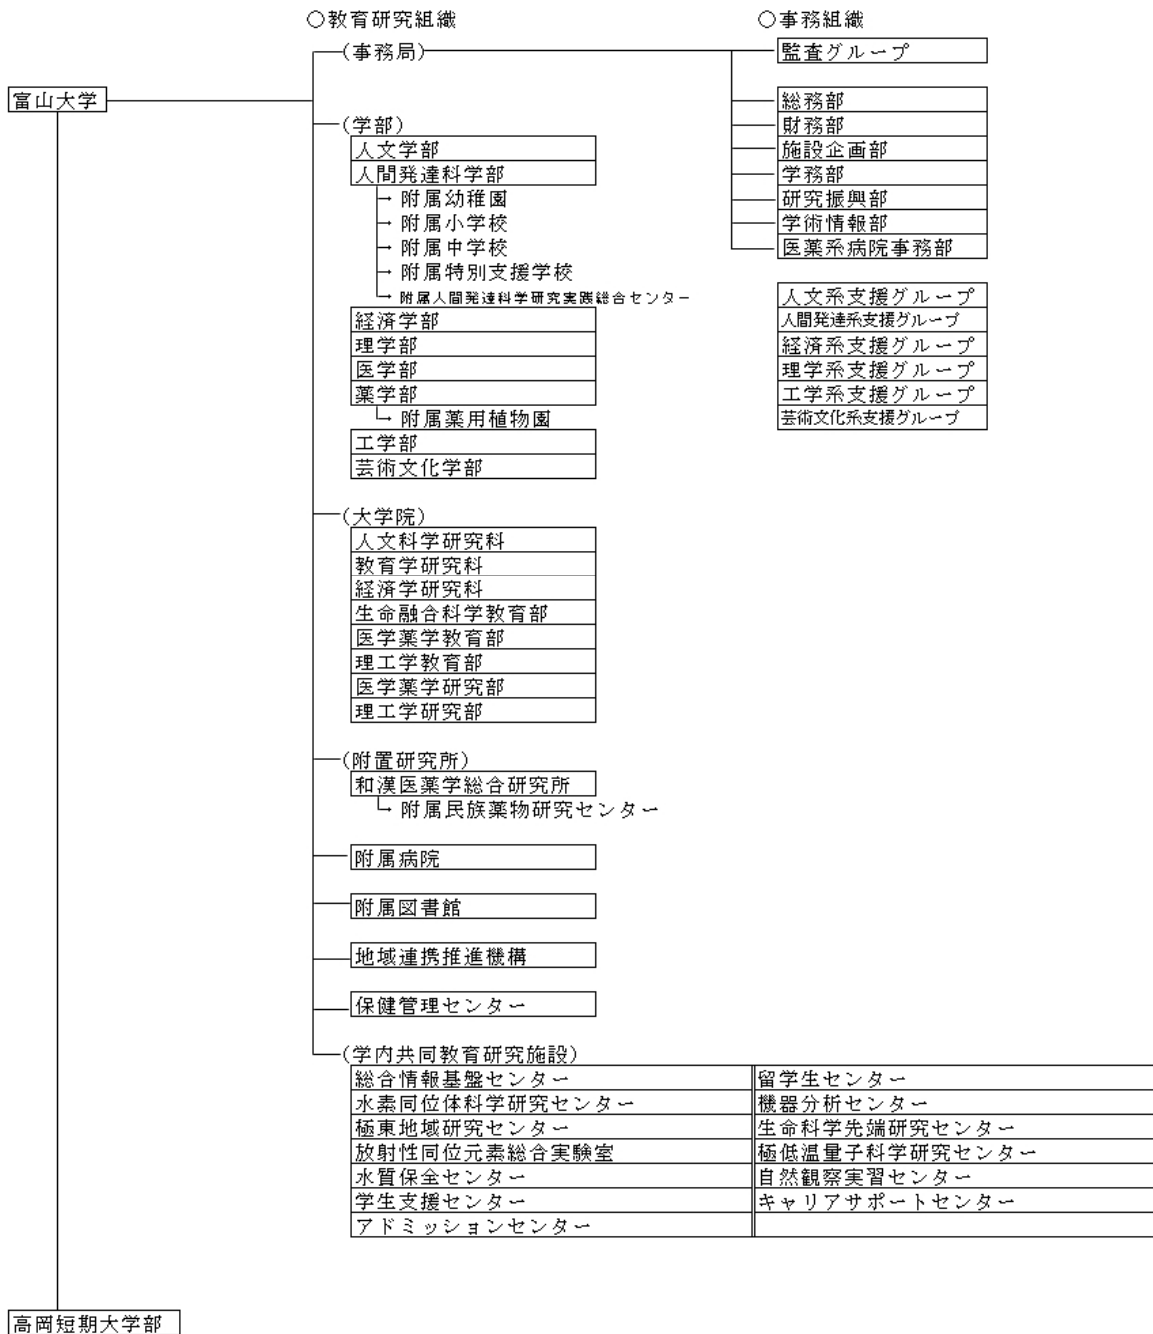 ○教育研究組織
○事務組織
(事務局)
監査グループ
富山大学
総務部
(学部)
財務部
人文学部
施設企画部
人間発達科学部
学務部
附属幼稚園
研究振興部
附属小学校
学術情報部
附属中学校
医薬系病院事務部
附属特別支援学校
附属人間発達科学研究実践総合センター
人文系支援グループ
経済学部
人間発達系支援グループ
理学部
経済系支援グループ
医学部
理学系支援グループ
薬学部
工学系支援グループ
附属薬用植物園
芸術文化系支援グループ
工学部
芸術文化学部
(大学院)
人文科学研究科
教育学研究科
経済学研究科
生命融合科学教育部
医学薬学教育部
理工学教育部
医学薬学研究部
理工学研究部
(附置研究所)
和漢医薬学総合研究所
附属民族薬物研究センター
附属病院
附属図書館
地域連携推進機構
保健管理センター
(学内共同教育研究施設)
総合情報基盤センター
留学生センター
水素同位体科学研究センター
機器分析センター
極東地域研究センター
生命科学先端研究センター
放射性同位元素総合実験室
極低温量子科学研究センター
水質保全センター
自然観察実習センター
学生支援センター
キャリアサポートセンター
アドミッションセンター
高岡短期大学部